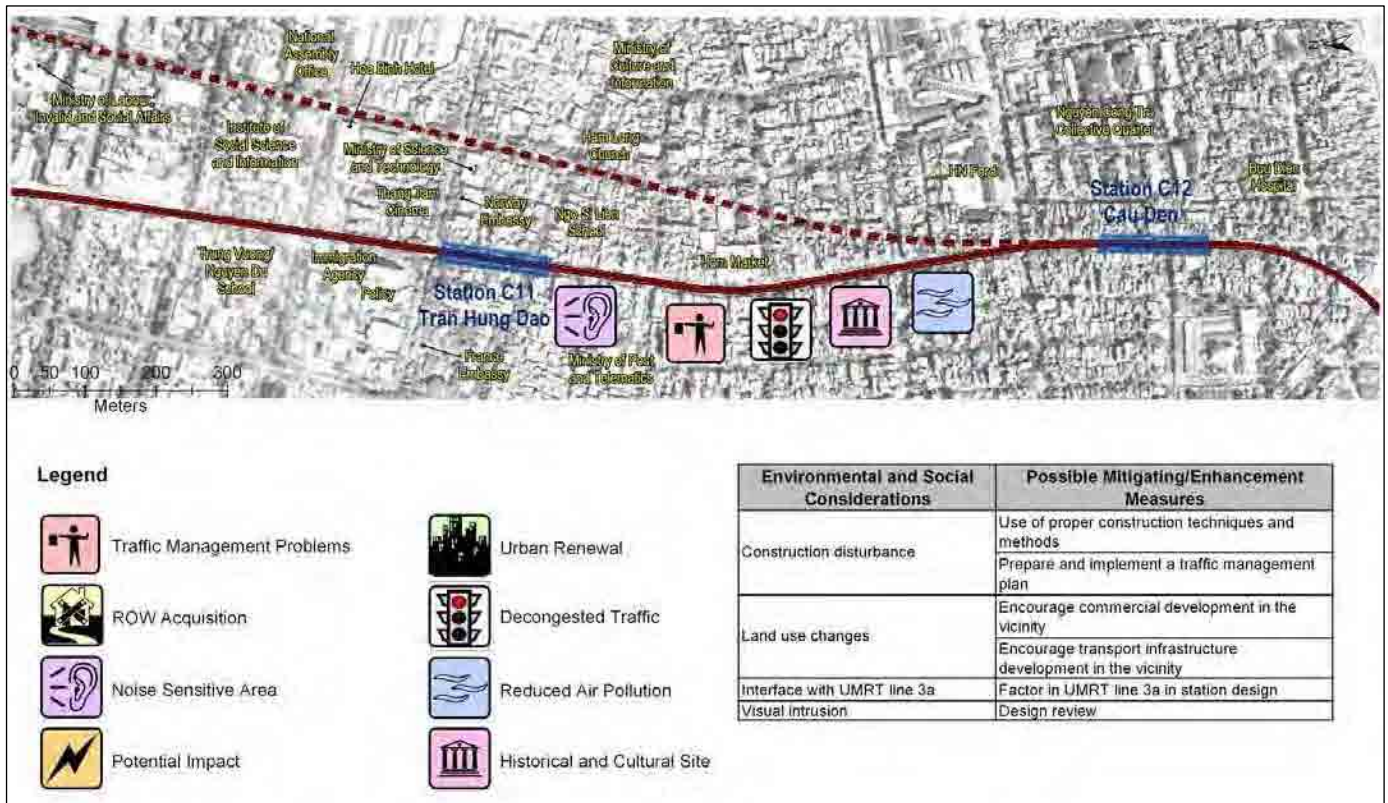 National
Assembly
Office
Hoa Binh Hotel
Ministry of
Culture and
Information
Ministry of Labour,
Invalid and Social Affairs
Institute of
Social Science
and Information
Ministry of Science
and Technology
Ham Long
Church
Nguyen Cong Tru
Collective Quarter
HN Ford
Buu Dien
Hospital
Norway
Embassy
Ngo Si Lien
School
Station C12
Cau Den
Trung Vuong/
Nguyen Du
School
Immigration
Agency
Policy
Hom Market
Station C11
Tran Hung Dao
France
Embassy
Ministry of Post
and Telematics
0 50 100 200 300
Meters
Legend
Traffic Management Problems
ROW Acquisition
Noise Sensitive Area
Potential Impact
Urban Renewal
Decongested Traffic
Reduced Air Pollution
Historical and Cultural Site
Environmental and Social
Considerations
Possible Mitigating/Enhancement
Measures
Construction disturbance
Use of proper construction techniques and
methods
Prepare and implement a traffic management
plan
Land use changes
Encourage commercial development in the
vicinity
Encourage transport infrastructure
development in the vicinity
Interface with UMRT line 3a
Factor in UMRT line 3a in station design
Visual intrusion
Design review